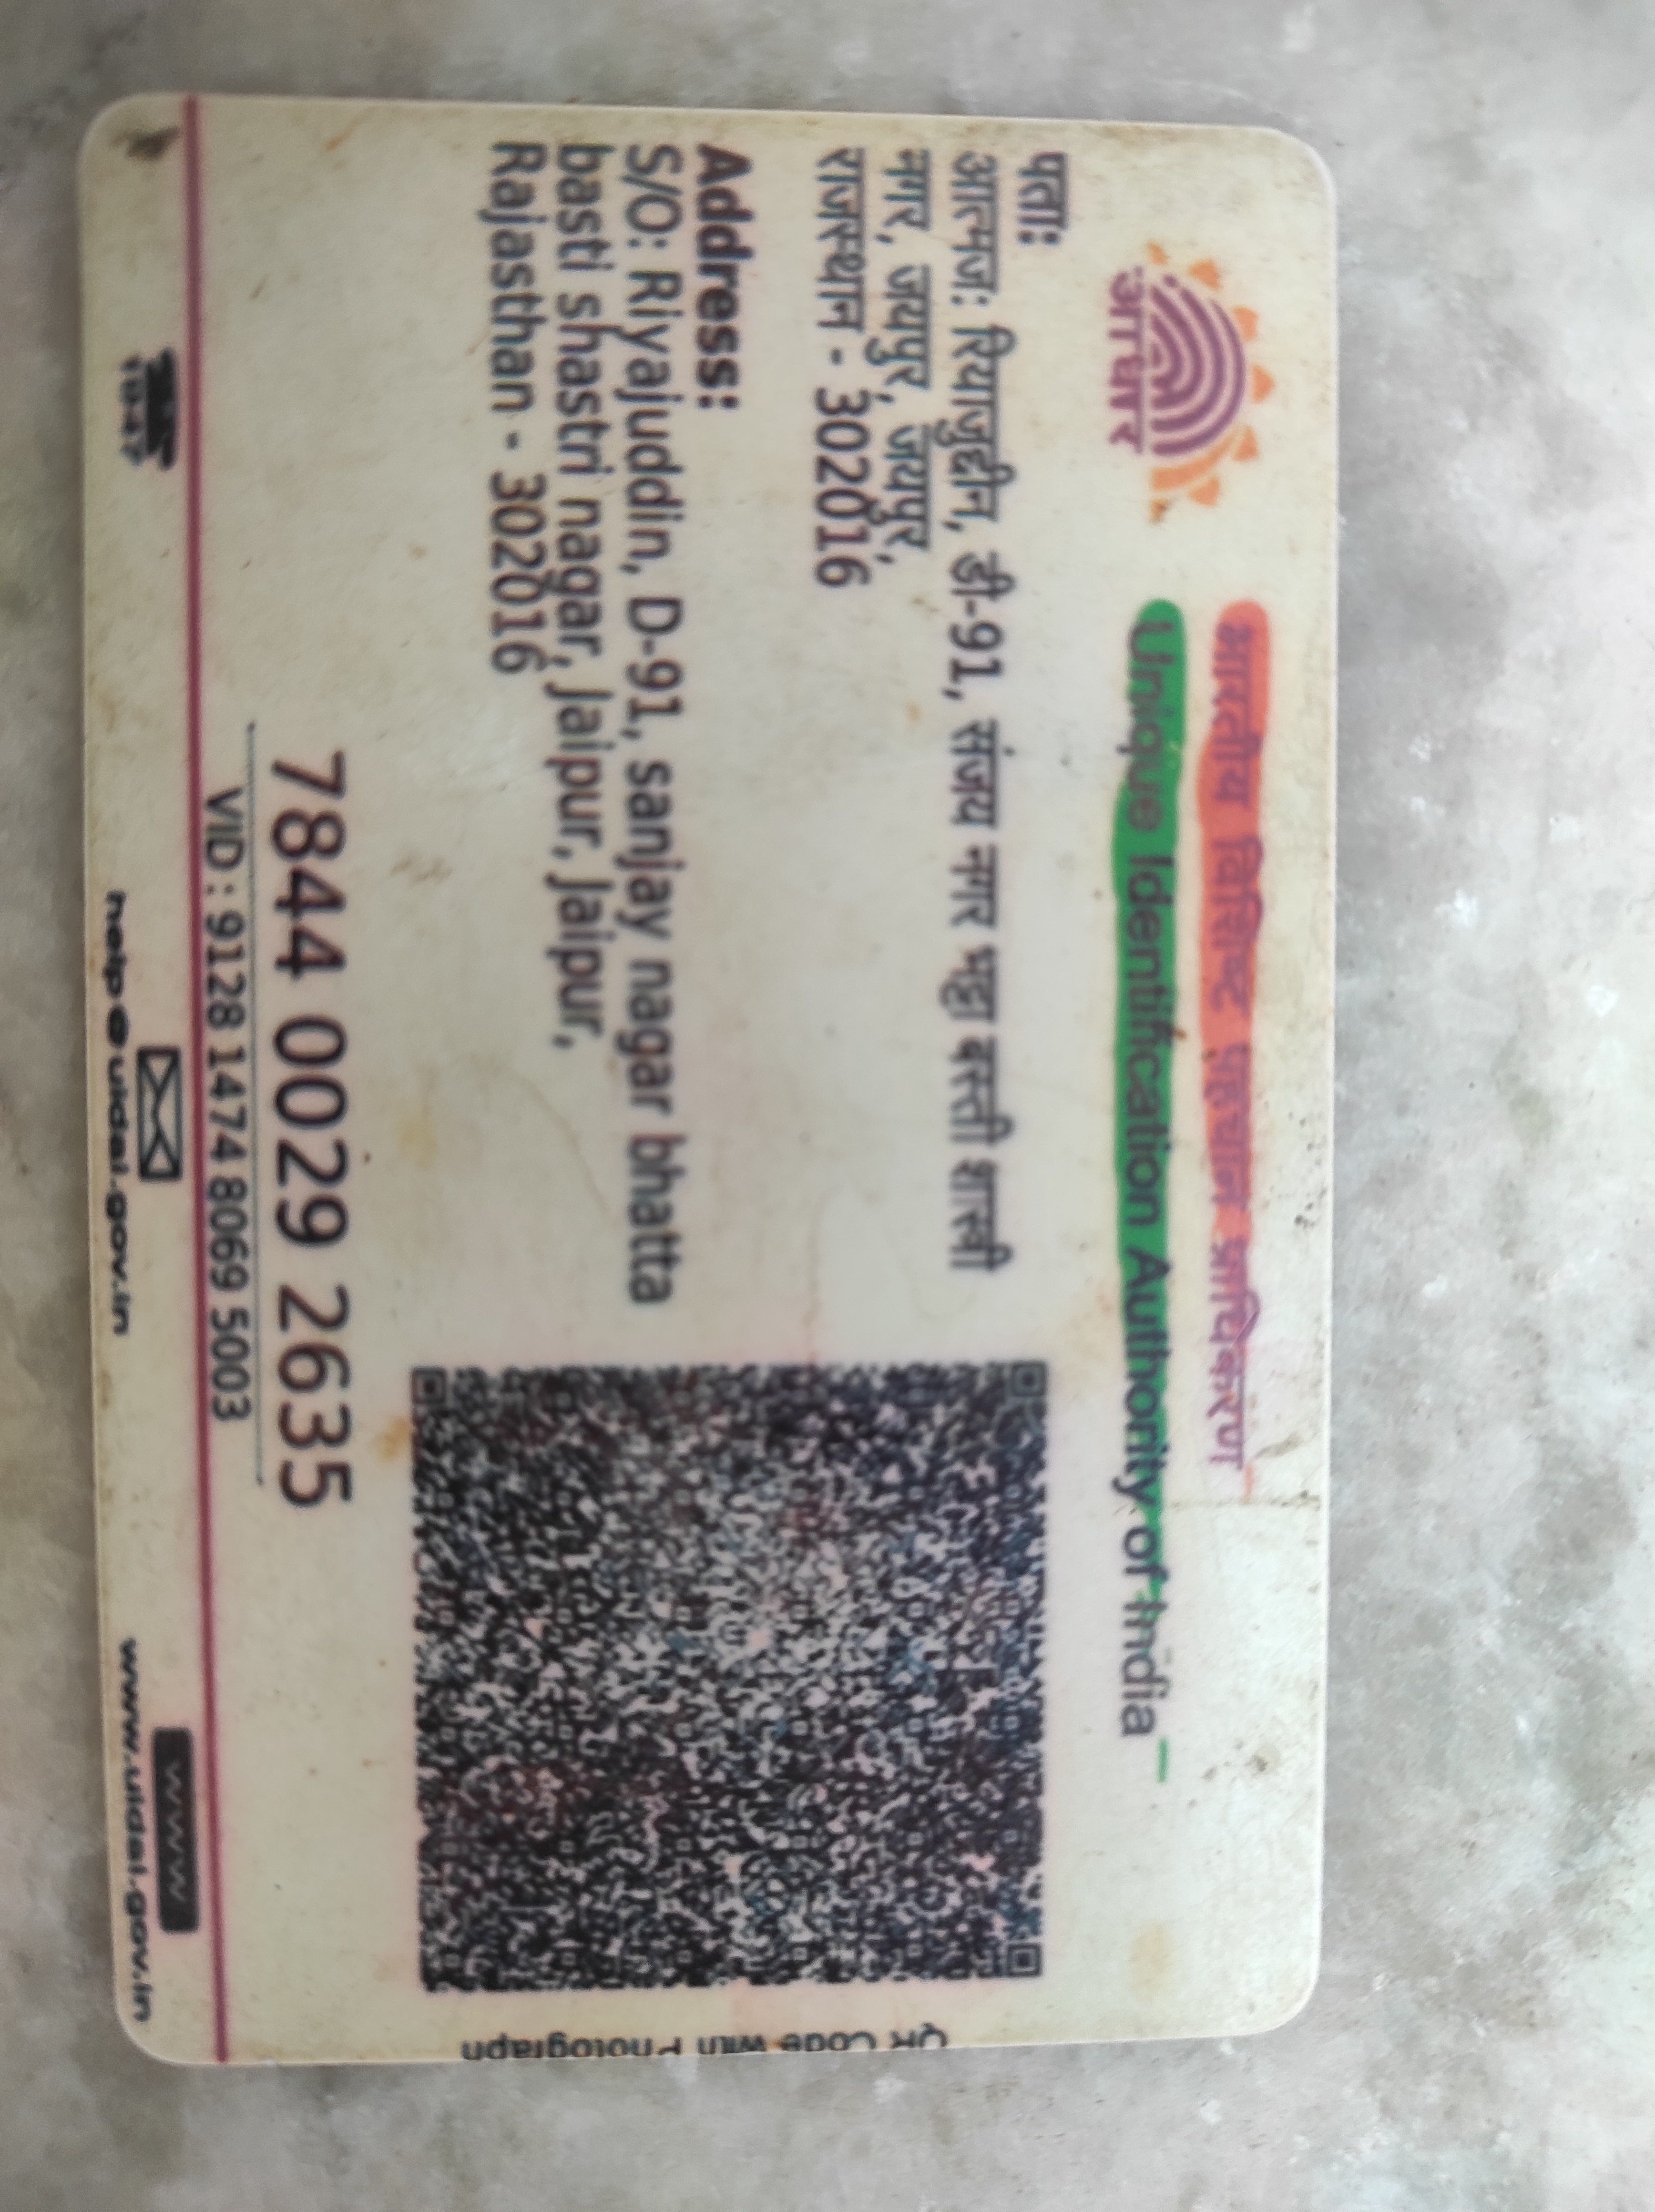 आधार
भारतीय विशिष्ट पहचान प्राधिकरण
Unique Identification Authority of India
पता:
आत्मज: रियाजुद्दीन, डी-91, संजय नगर भट्टा बस्ती शास्त्री
नगर, जयपुर, जयपुर,
राजस्थान - 302016
Address:
S/O: Riyajuddin, D-91, sanjay nagar bhatta
basti shastri nagar, Jaipur, Jaipur,
Rajasthan - 302016
QR Code with Photograph
7844 0029 2635
VID : 9128 1474 8069 5003
1947
help@uidai.gov.in
www
www.uidai.gov.in